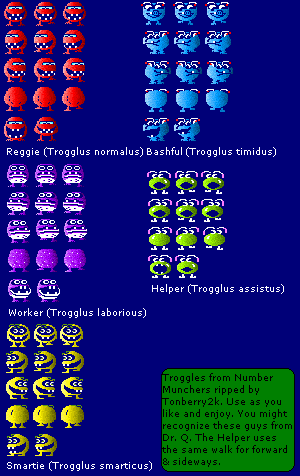 Reggie (Trogglus normalus)
Bashful (Trogglus timidus)
Helper (Trogglus assistus)
Worker (Trogglus laborious)
Troggles from Number
Munchers ripped by
Tonberry2k. Use as you
like and enjoy. You might
recognize these guys from
Dr. Q. The Helper uses
the same walk for forward
& sideways.
Smartie (Trogglus smarticus)